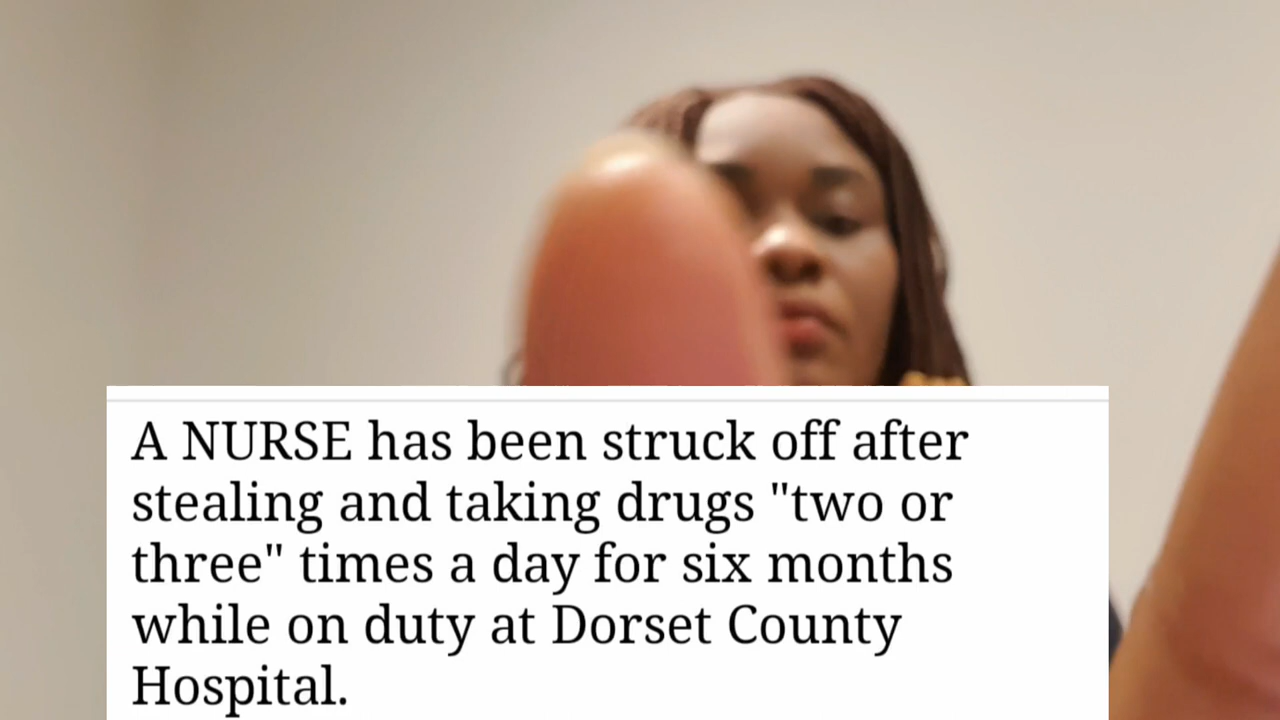 A NURSE has been struck off after
stealing and taking drugs "two or
three" times a day for six months
while on duty at Dorset County
Hospital.